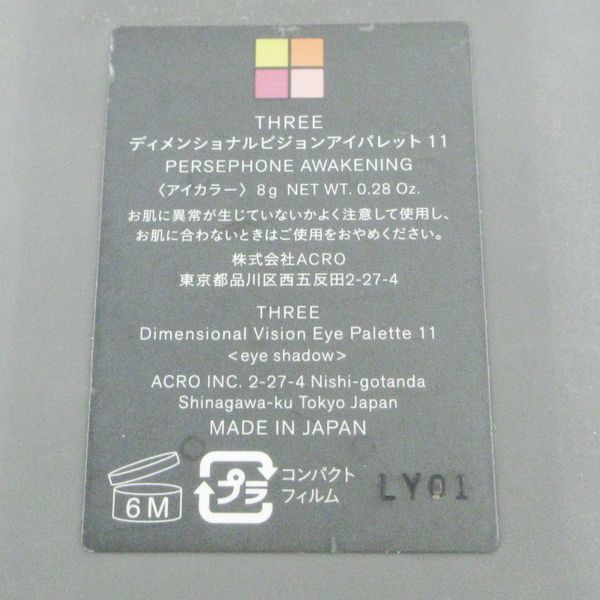 THREE
ディメンショナルビジョンアイパレット 11
PERSEPHONE AWAKENING
〈アイカラー〉8g NET WT. 0.28 Oz.
お肌に異常が生じていないかよく注意して使用し、
お肌に合わないときはご使用をおやめください。
株式会社ACRO
東京都品川区西五反田2-27-4
THREE
Dimensional Vision Eye Palette 11
<eye shadow>
ACRO INC. 2-27-4 Nishi-gotanda
Shinagawa-ku Tokyo Japan
MADE IN JAPAN
6M
プラ
コンパクト
フィルム
LY01